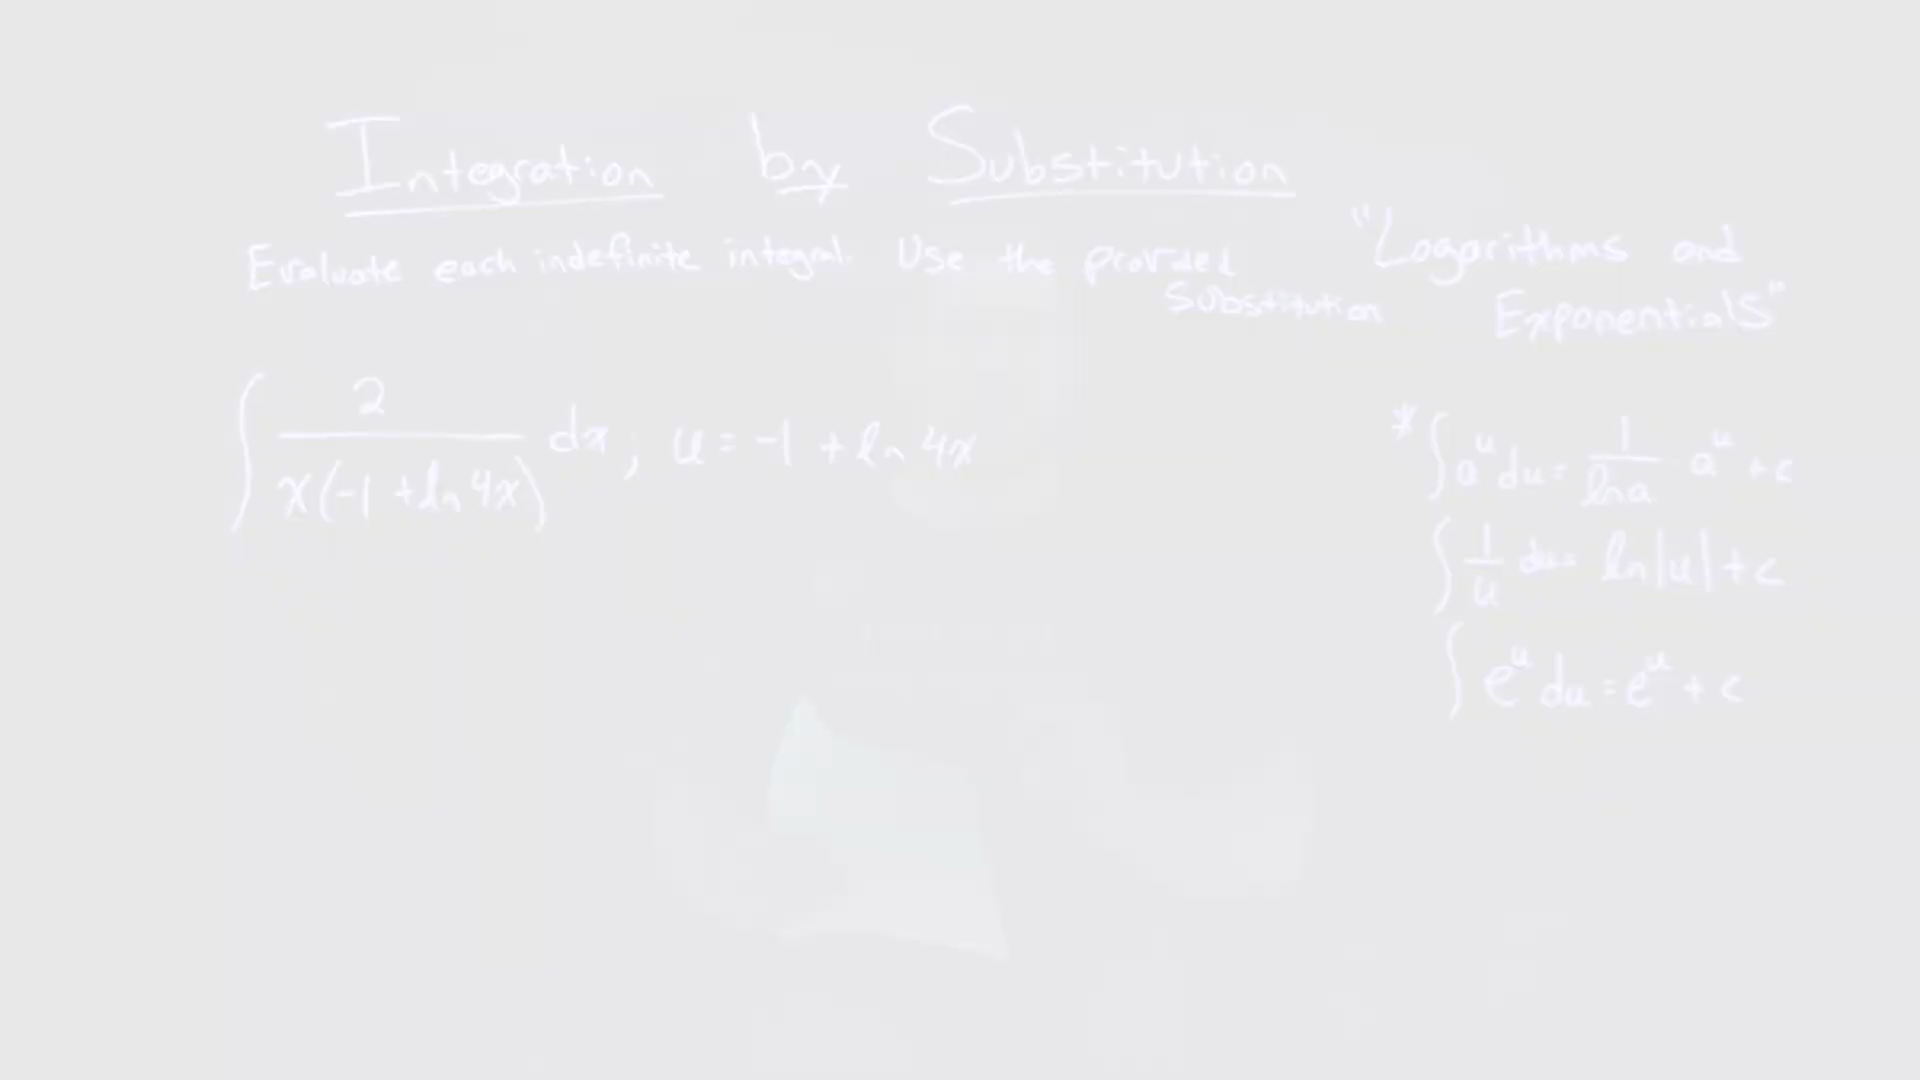 Integration by Substitution
Evaluate each indefinite integral. Use the provided Substitution
"Logarithms and Exponentials"
∫ 2/(x(-1 + ln 4x)) dx ; u = -1 + ln 4x
* ∫ a^u du = 1/(ln a) · a^u + c
∫ 1/u du = ln|u| + c
∫ e^u du = e^u + c